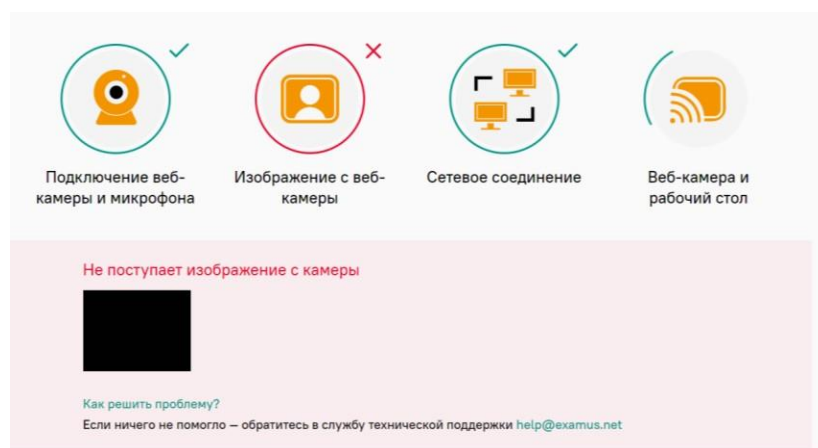 Подключение веб-
камеры и микрофона
Изображение с веб-
камеры
Сетевое соединение
Веб-камера и
рабочий стол
Не поступает изображение с камеры
Как решить проблему?
Если ничего не помогло – обратитесь в службу технической поддержки help@examus.net